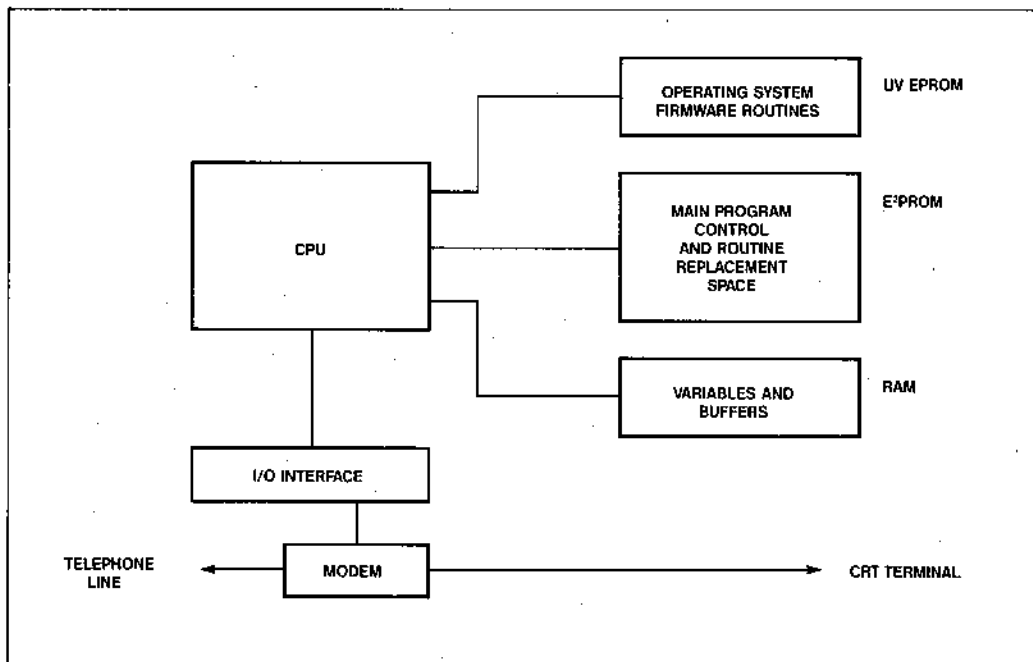 OPERATING SYSTEM
FIRMWARE ROUTINES
UV EPROM
CPU
MAIN PROGRAM
CONTROL
AND ROUTINE
REPLACEMENT
SPACE
E²PROM
VARIABLES AND
BUFFERS
RAM
I/O INTERFACE
TELEPHONE
LINE
MODEM
CRT TERMINAL